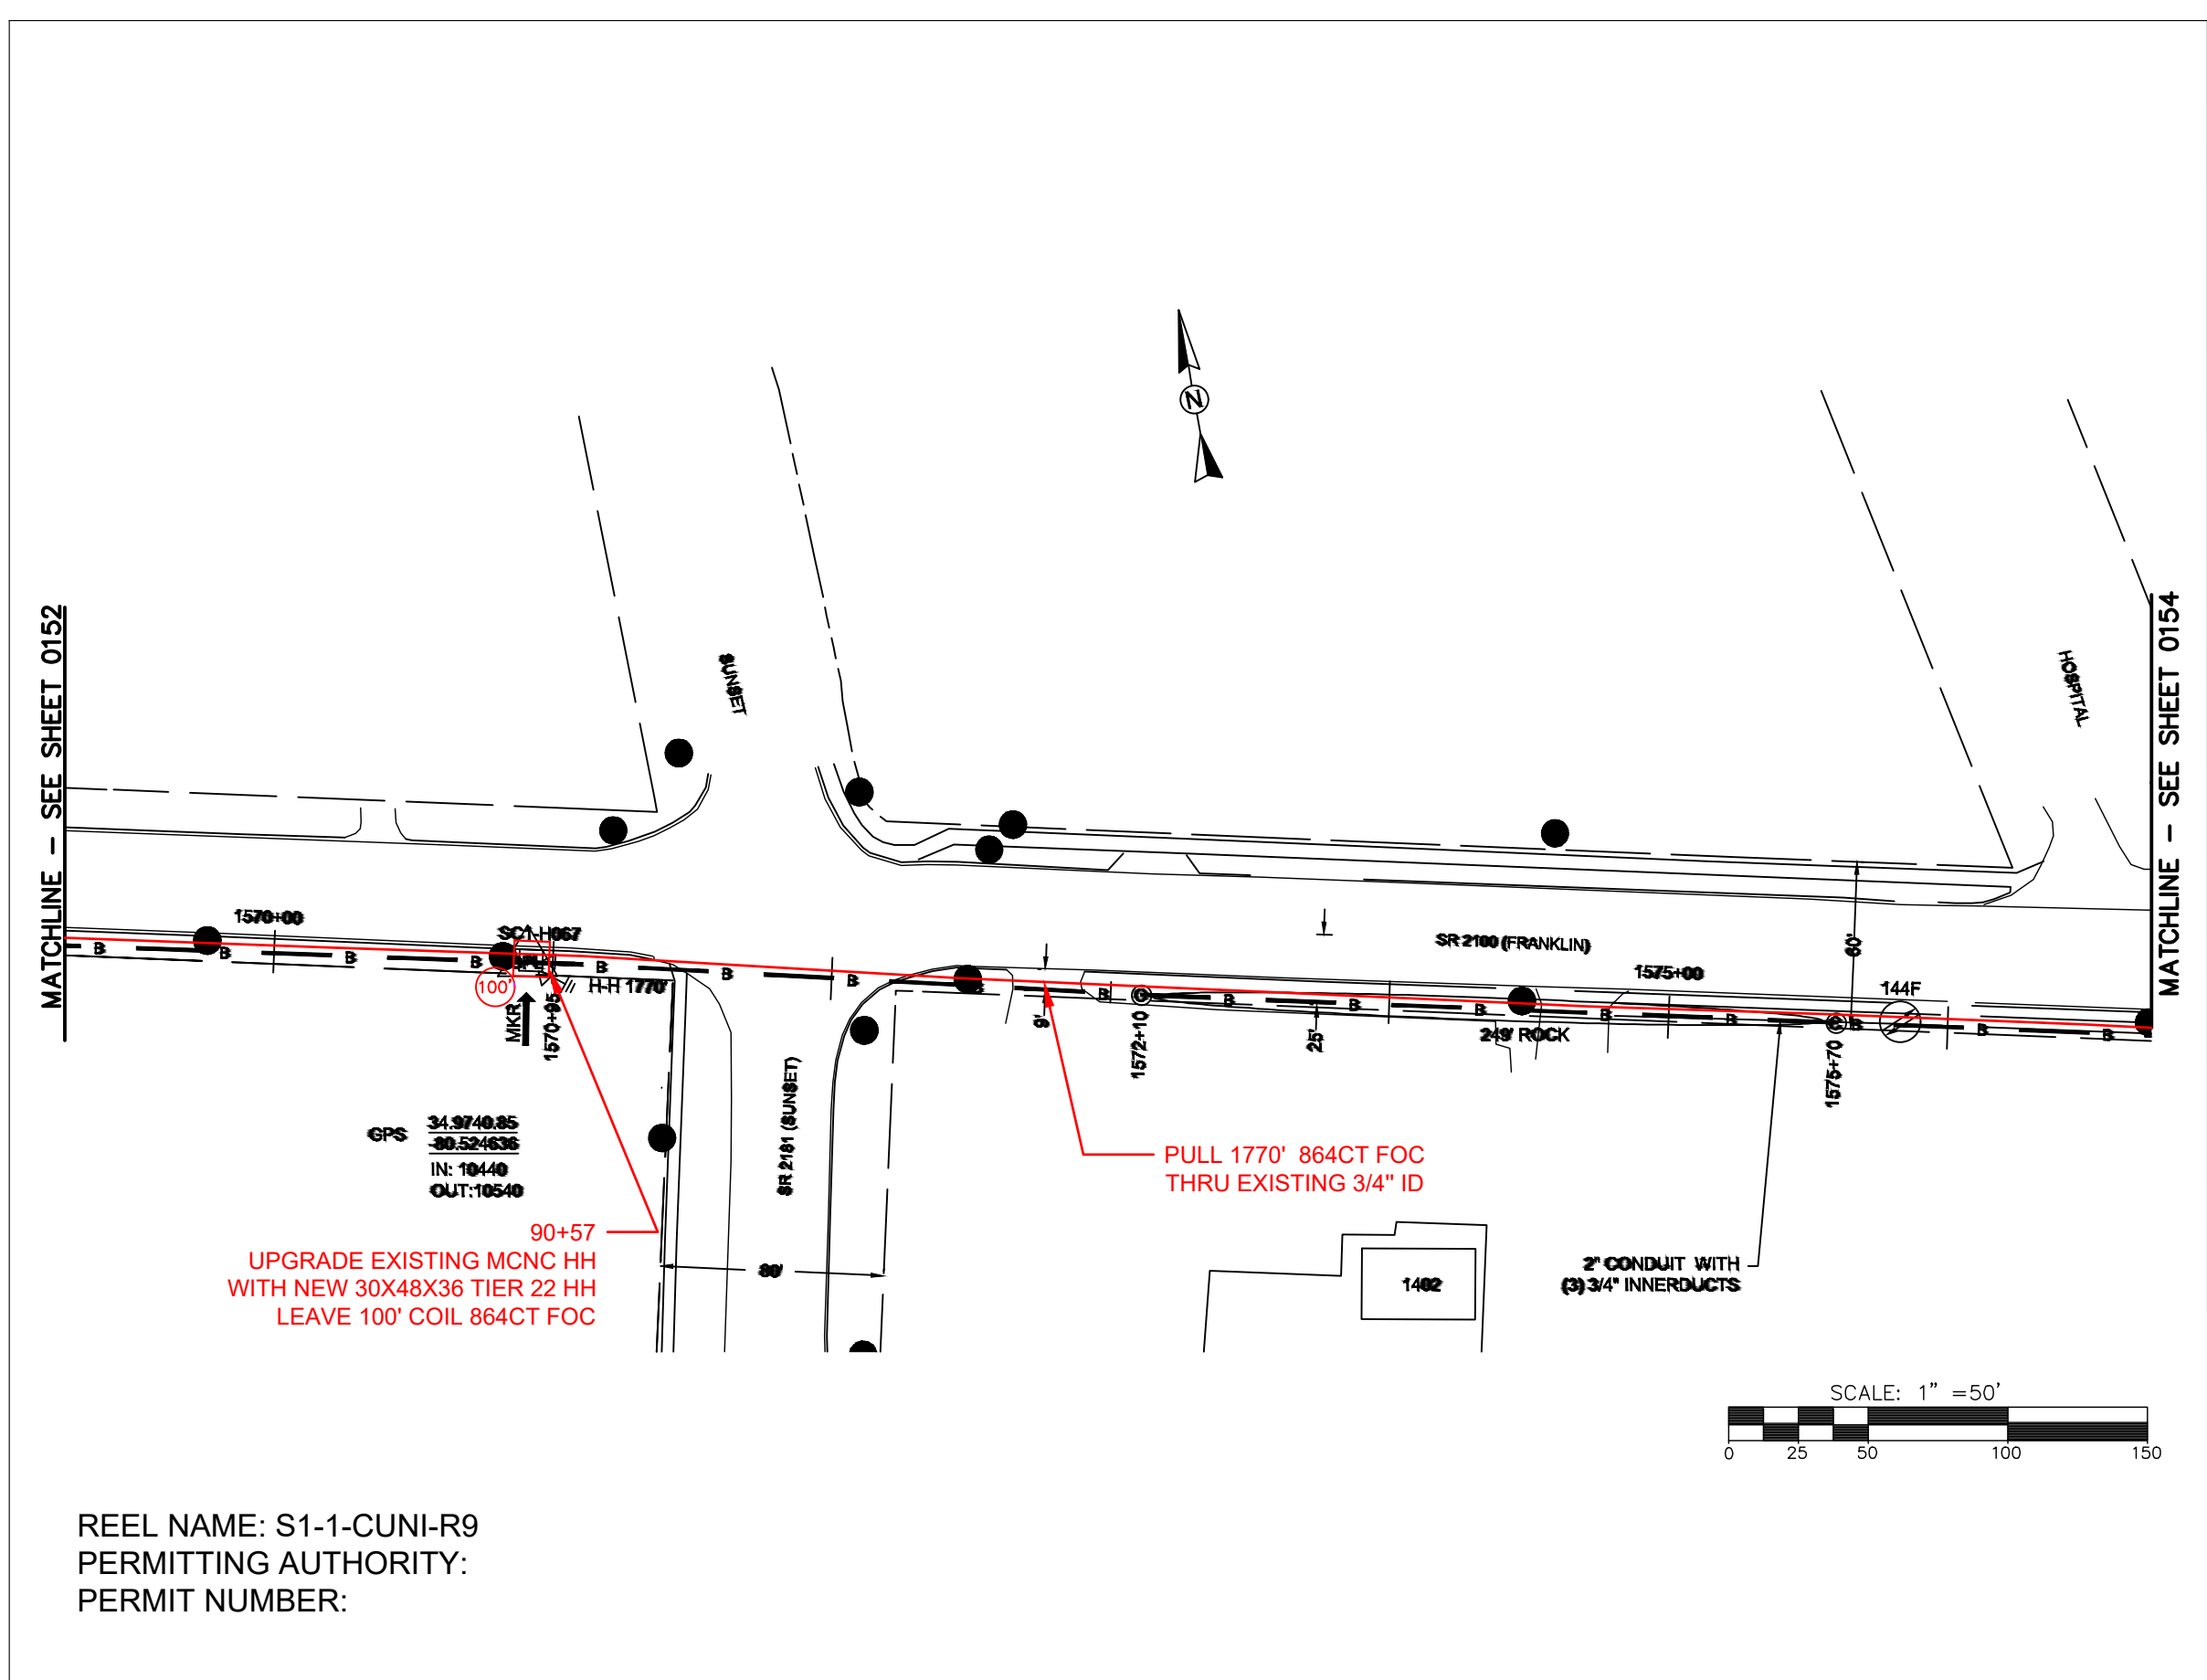 N
MATCHLINE - SEE SHEET 0152
MATCHLINE - SEE SHEET 0154
SUNSET
HOSPITAL
1570+00
SC1-H067
SR 2100 (FRANKLIN)
60'
1575+00
144F
B B B B B B B B B B B B B B B B
100'
H-H 1770'
MKR
1570+95
9'
G
1572+10
25'
249' ROCK
G
1575+70
GPS
34.9740.85
-80.524636
IN: 10440
OUT:10540
SR 2181 (SUNSET)
PULL 1770' 864CT FOC
THRU EXISTING 3/4" ID
90+57
UPGRADE EXISTING MCNC HH
WITH NEW 30X48X36 TIER 22 HH
LEAVE 100' COIL 864CT FOC
80'
1402
2" CONDUIT WITH
(3) 3/4" INNERDUCTS
SCALE: 1" =50'
0 25 50 100 150
REEL NAME: S1-1-CUNI-R9
PERMITTING AUTHORITY:
PERMIT NUMBER: